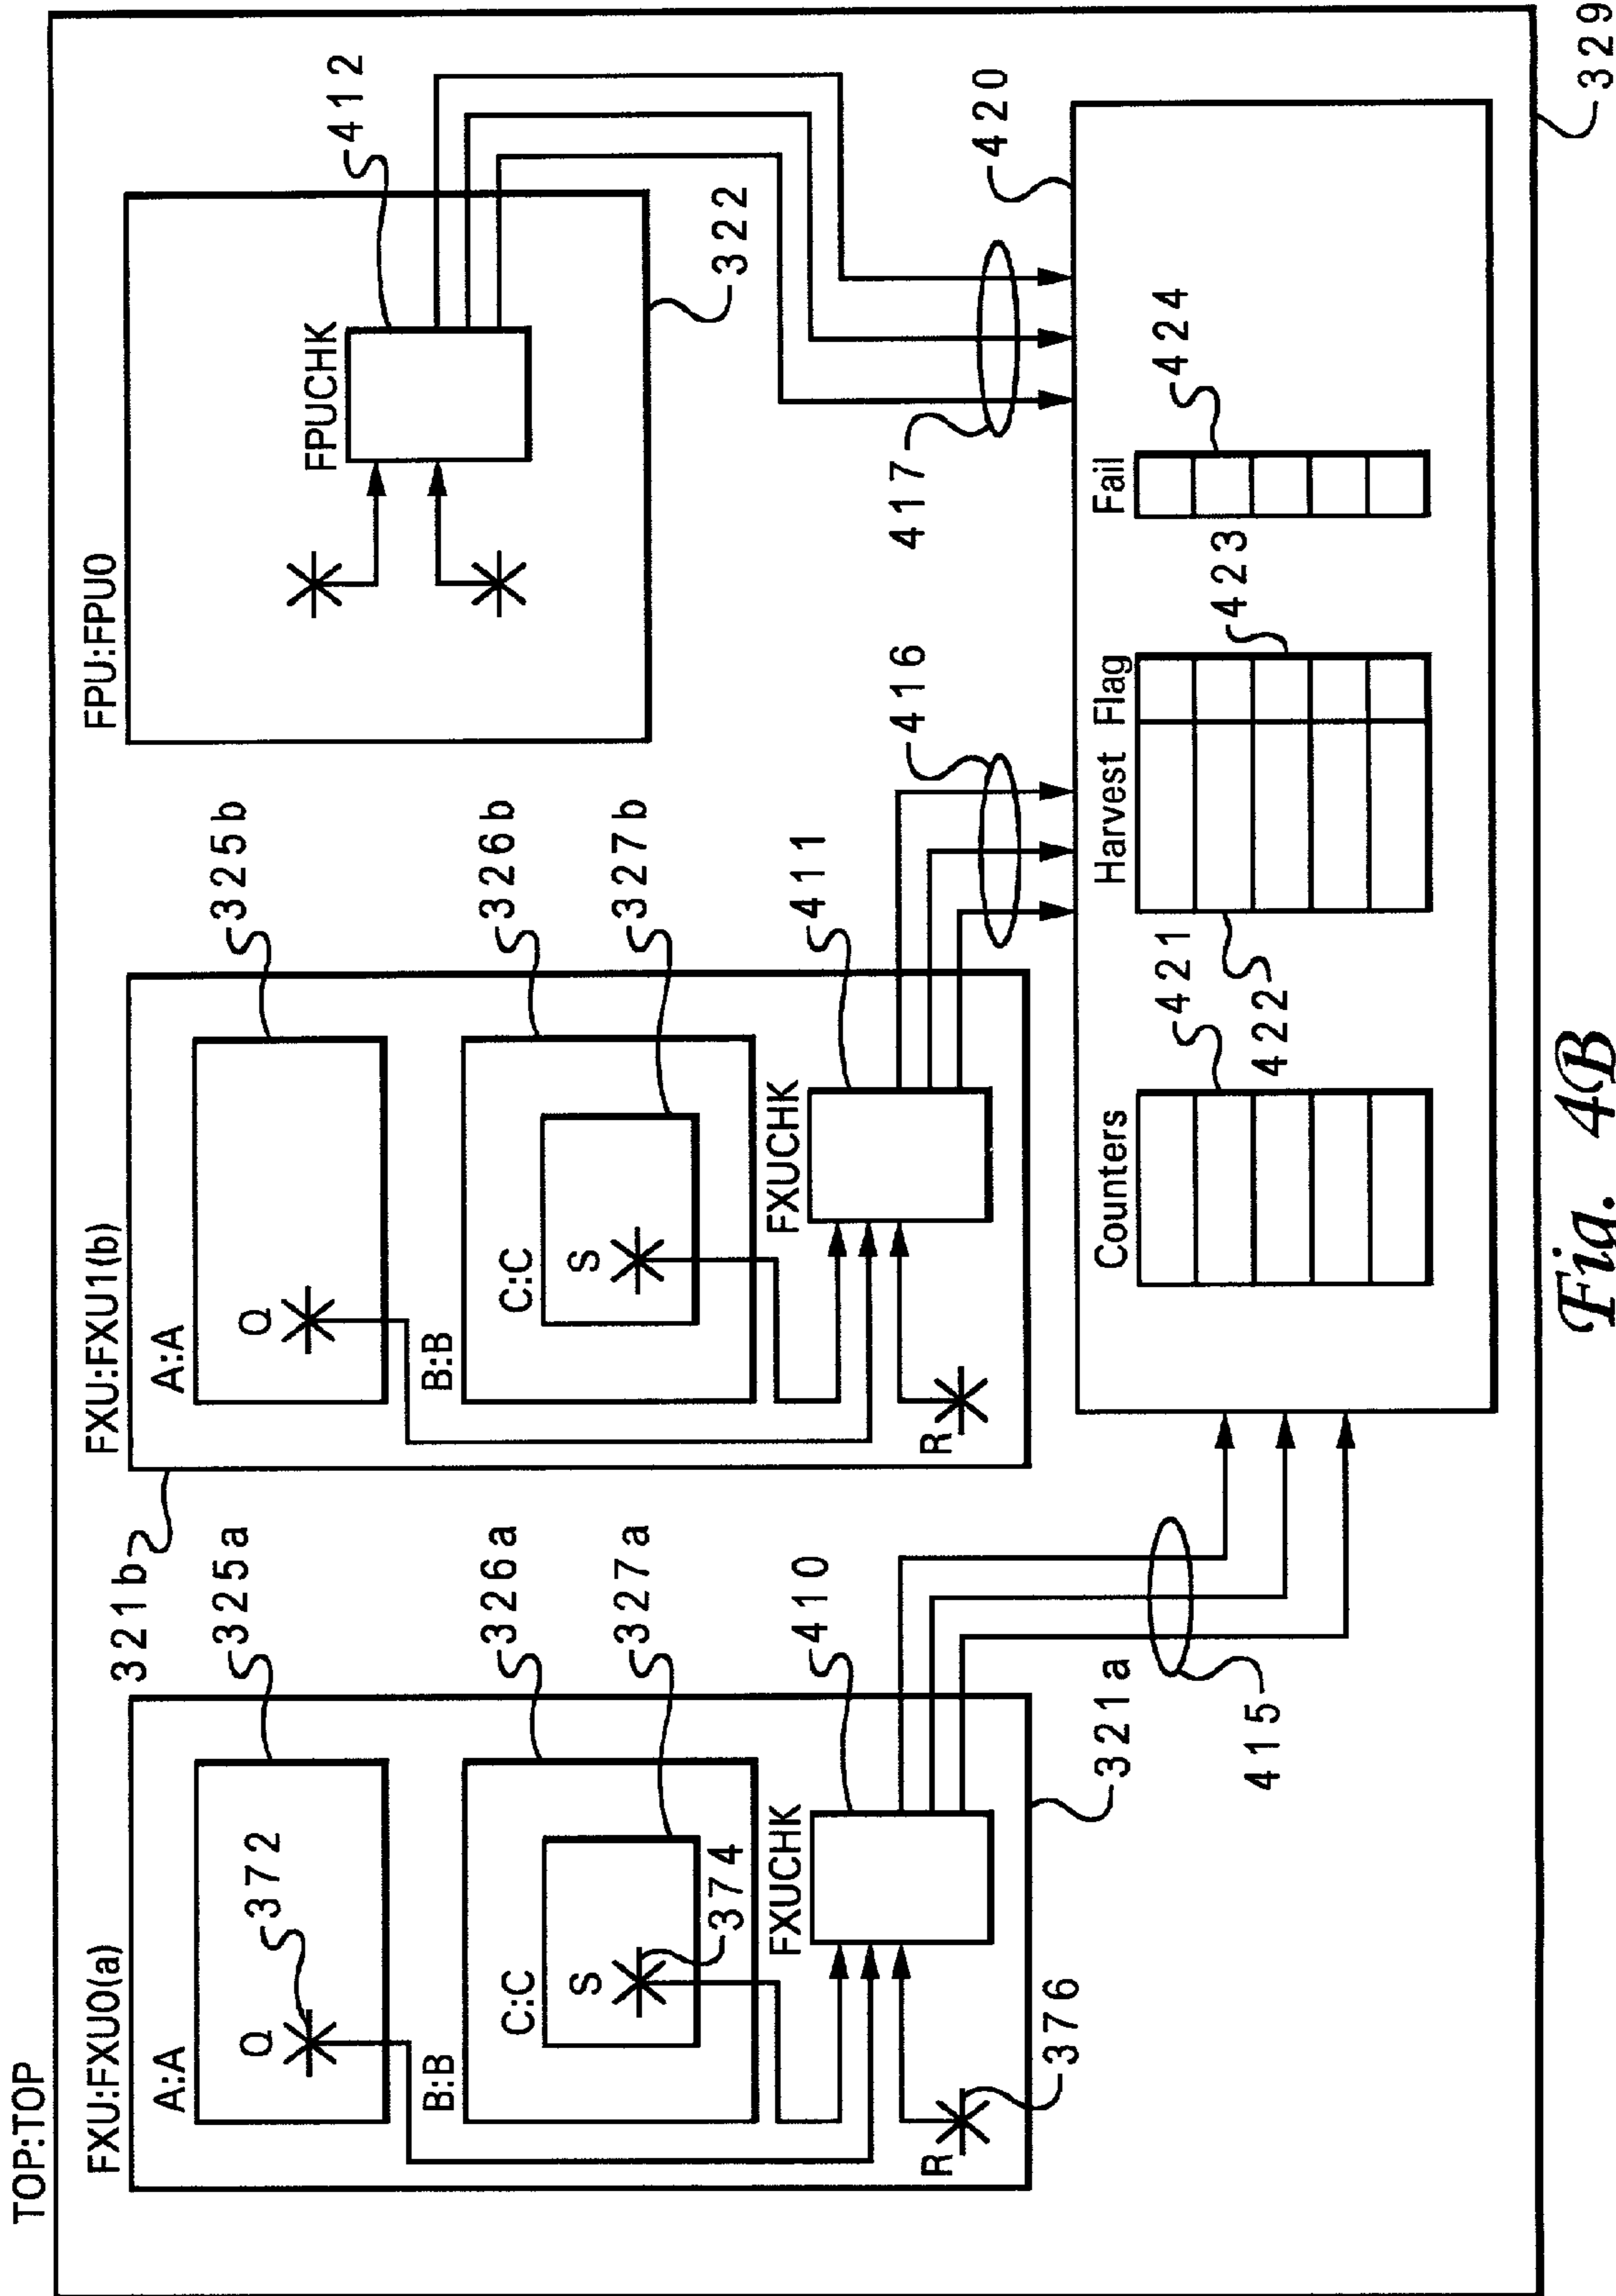 TOP:TOP
FXU:FXU0(a)
A:A
Q
372
325a
B:B
C:C
S
374
326a
327a
FXUCHK
410
R
376
321a
415
321b
FXU:FXU1(b)
A:A
Q
325b
B:B
C:C
S
326b
327b
FXUCHK
411
R
416
FPU:FPU0
FPUCHK
412
322
417
420
Counters
421
422
Harvest Flag
423
Fail
424
329
Fig. 4B